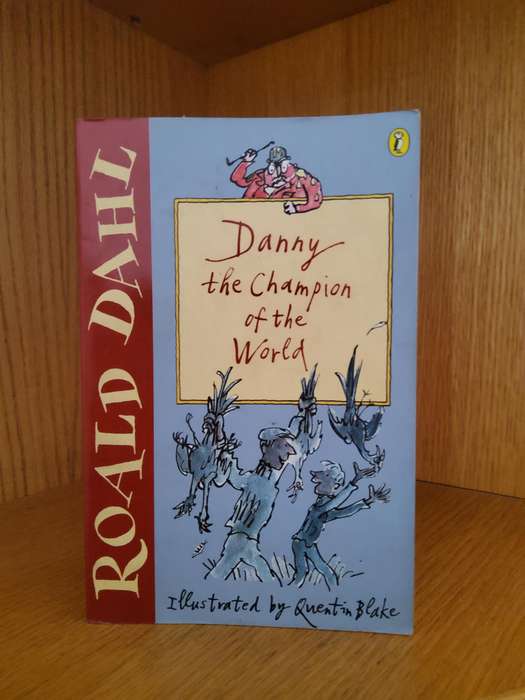 ROALD DAHL
Danny
the Champion
of the
World
Illustrated by Quentin Blake